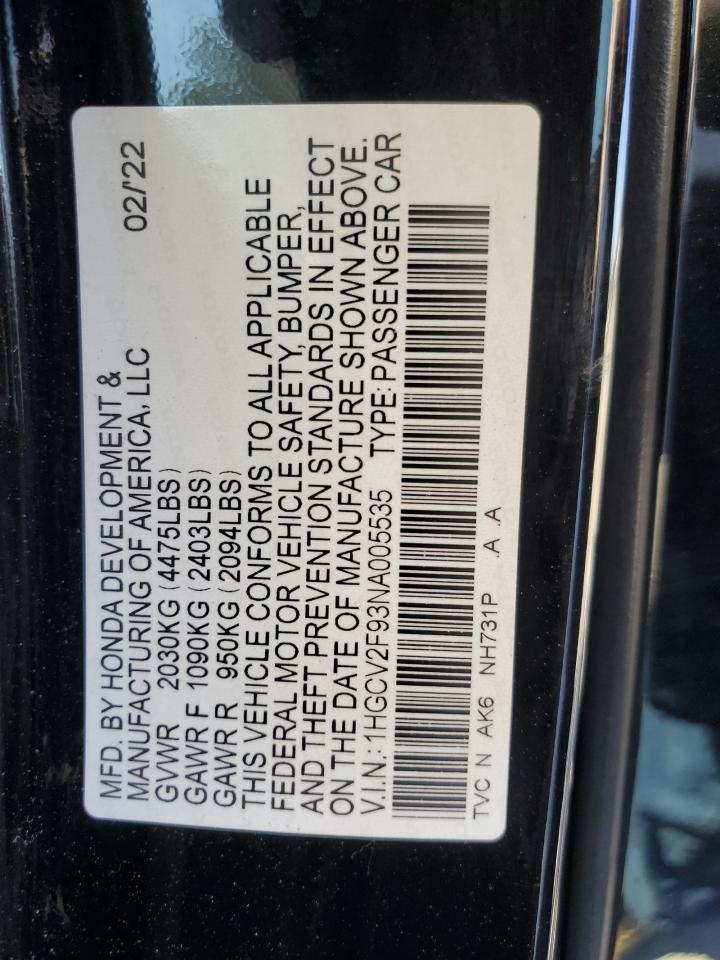 MFD. BY HONDA DEVELOPMENT &
MANUFACTURING OF AMERICA, LLC 02/'22
GVWR 2030KG (4475LBS)
GAWR F 1090KG (2403LBS)
GAWR R 950KG (2094LBS)
THIS VEHICLE CONFORMS TO ALL APPLICABLE
FEDERAL MOTOR VEHICLE SAFETY, BUMPER,
AND THEFT PREVENTION STANDARDS IN EFFECT
ON THE DATE OF MANUFACTURE SHOWN ABOVE.
V.I.N.: 1HGCV2F93NA005535 TYPE: PASSENGER CAR
TVC N AK6 NH731P .A .A